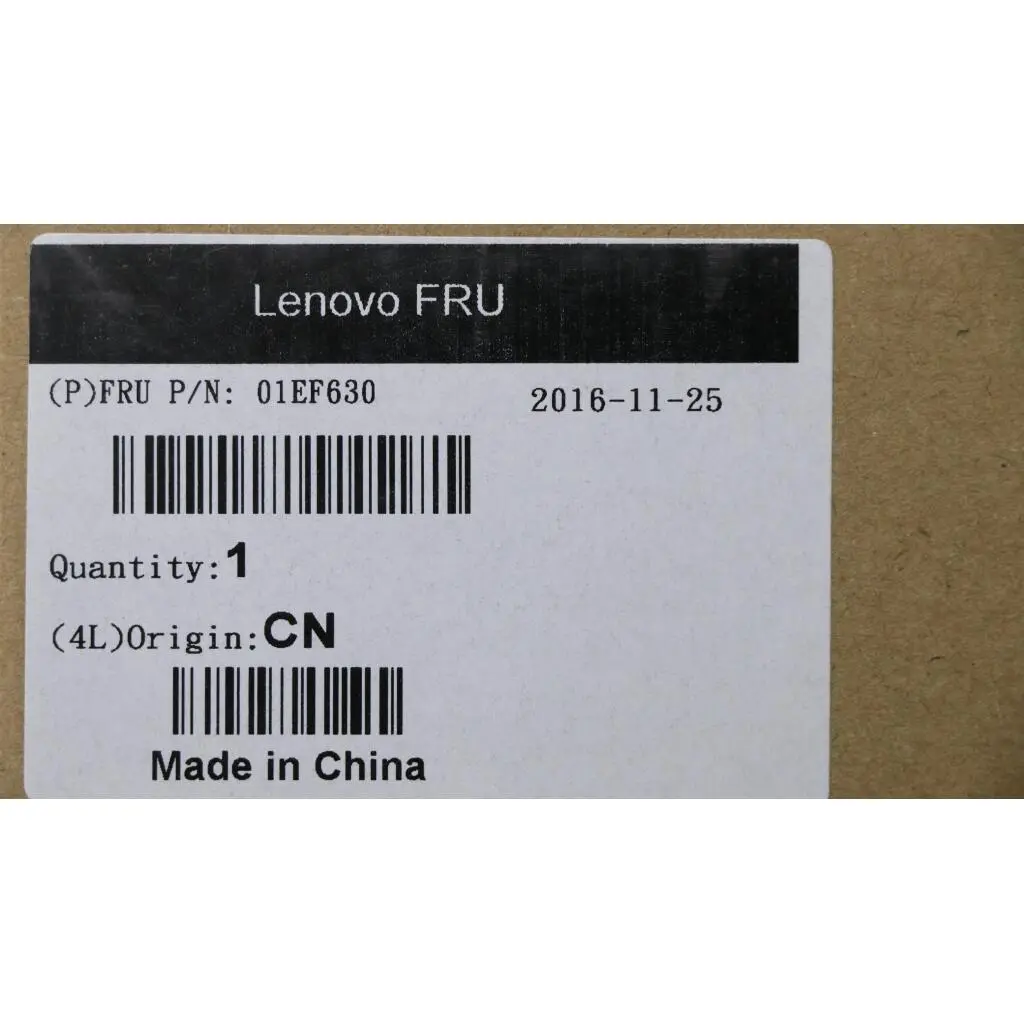 Lenovo FRU
(P)FRU P/N: 01EF630 2016-11-25
Quantity:1
(4L)Origin:CN
Made in China